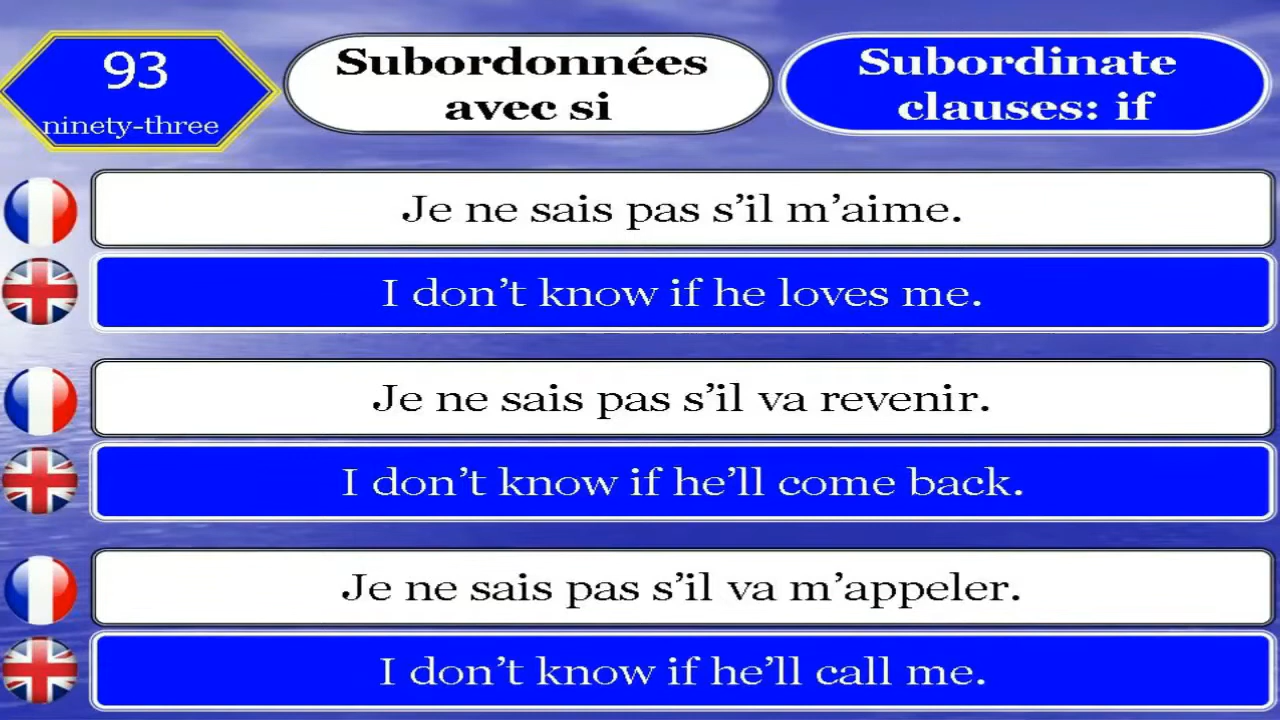 93
ninety-three
Subordonnées
avec si
Subordinate
clauses: if
Je ne sais pas s’il m’aime.
I don’t know if he loves me.
Je ne sais pas s’il va revenir.
I don’t know if he’ll come back.
Je ne sais pas s’il va m’appeler.
I don’t know if he’ll call me.